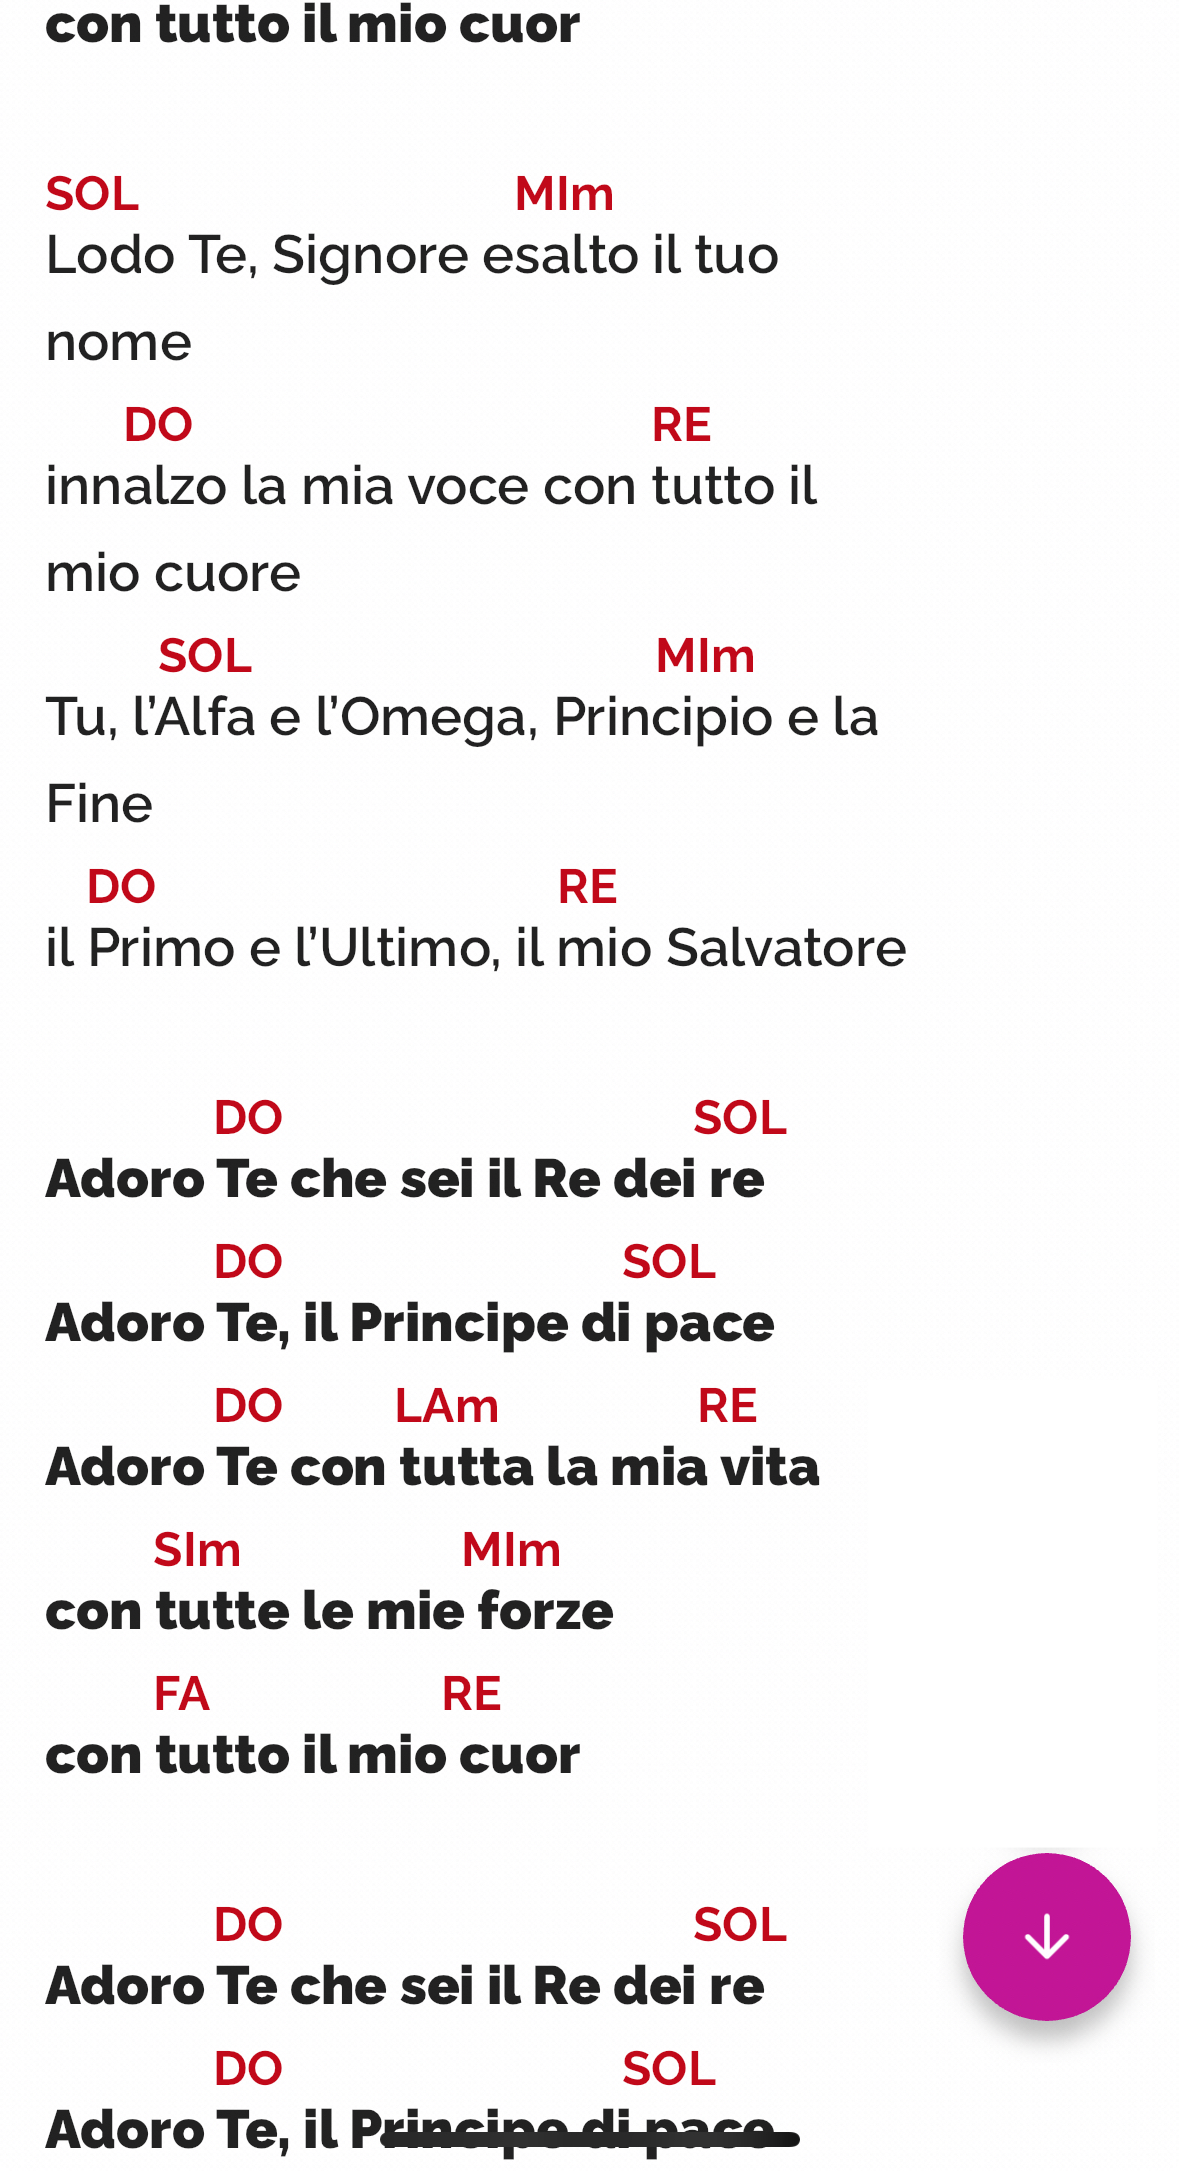 con tutto il mio cuor
SOL MIm
Lodo Te, Signore esalto il tuo
nome
DO RE
innalzo la mia voce con tutto il
mio cuore
SOL MIm
Tu, l’Alfa e l’Omega, Principio e la
Fine
DO RE
il Primo e l’Ultimo, il mio Salvatore
DO SOL
Adoro Te che sei il Re dei re
DO SOL
Adoro Te, il Principe di pace
DO LAm RE
Adoro Te con tutta la mia vita
SIm MIm
con tutte le mie forze
FA RE
con tutto il mio cuor
DO SOL
Adoro Te che sei il Re dei re
DO SOL
Adoro Te, il Principe di pace